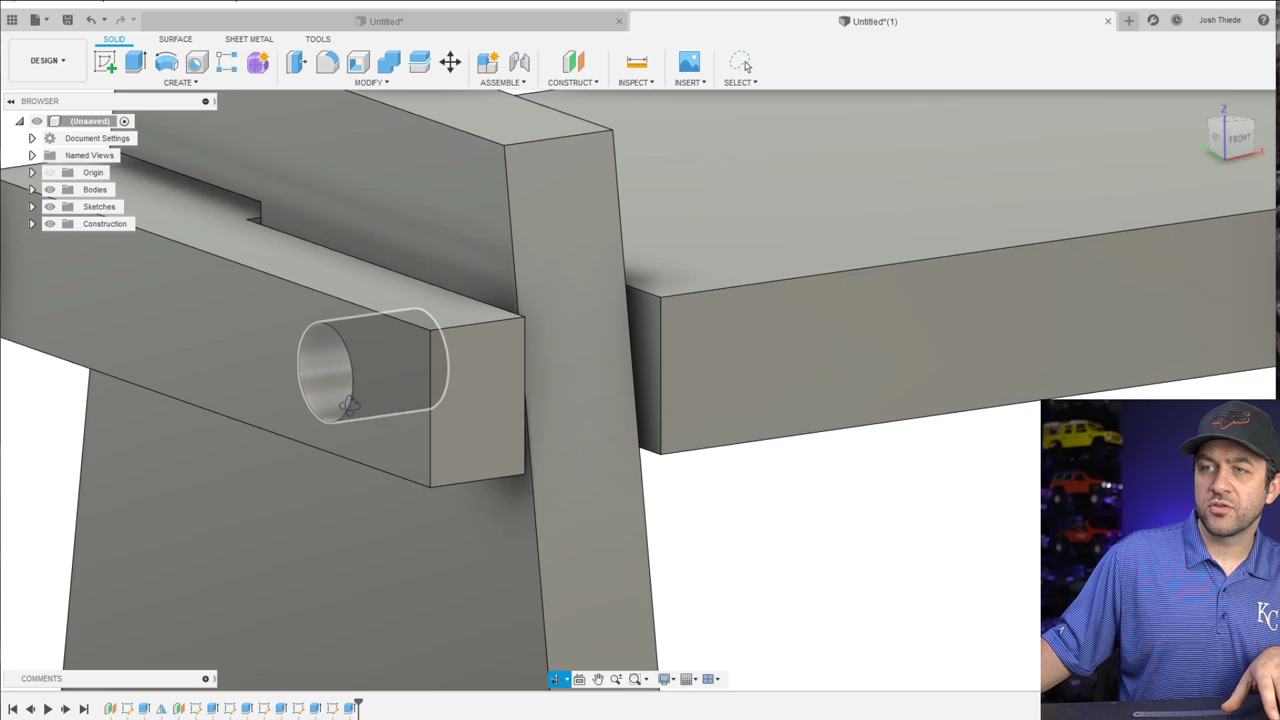 Untitled*
Untitled*(1)
Josh Thiede
DESIGN
SOLID
SURFACE
SHEET METAL
TOOLS
CREATE
MODIFY
ASSEMBLE
CONSTRUCT
INSPECT
INSERT
SELECT
BROWSER
(Unsaved)
Document Settings
Named Views
Origin
Bodies
Sketches
Construction
Z
FRONT
X
KC
COMMENTS